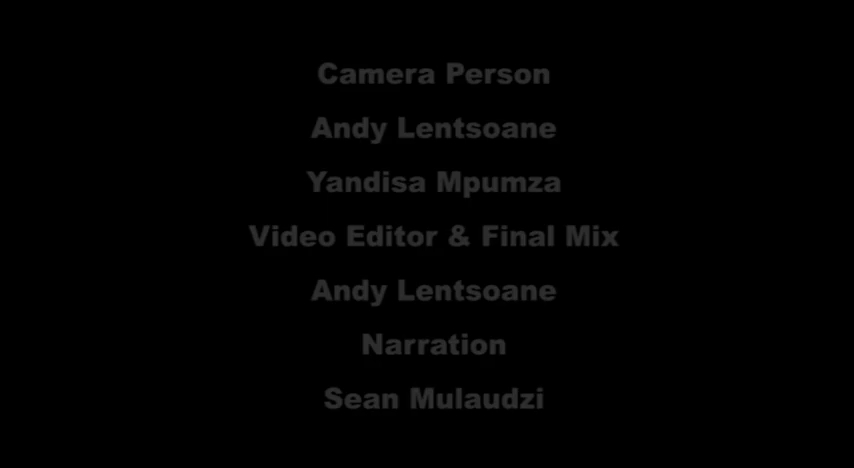 Camera Person
Andy Lentsoane
Yandisa Mpumza
Video Editor & Final Mix
Andy Lentsoane
Narration
Sean Mulaudzi